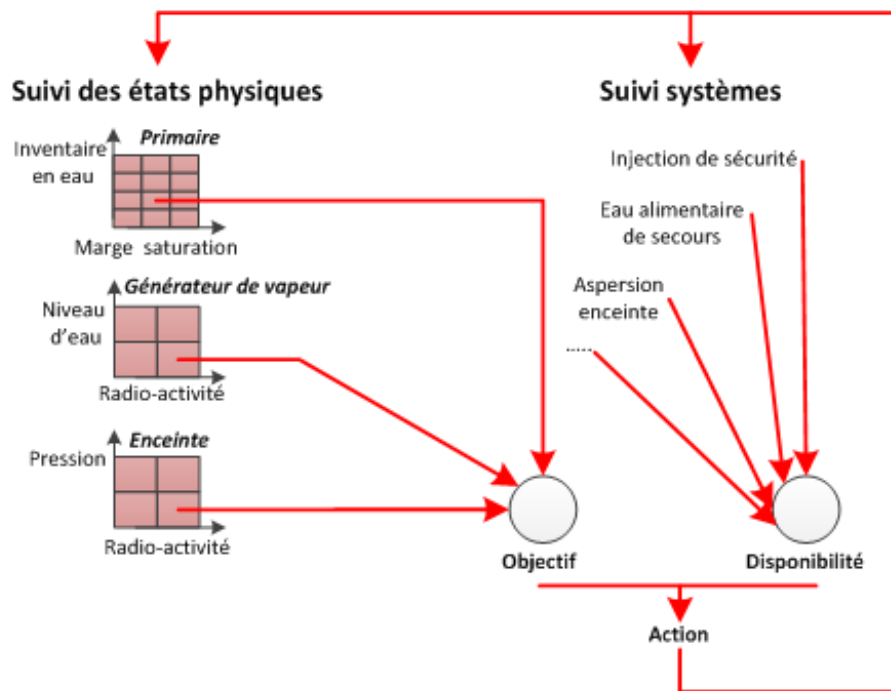 Suivi des états physiques
Primaire
Inventaire
en eau
Marge saturation
Générateur de vapeur
Niveau
d'eau
Radio-activité
Enceinte
Pression
Radio-activité
Objectif
Suivi systèmes
Injection de sécurité
Eau alimentaire
de secours
Aspersion
enceinte
.....
Disponibilité
Action